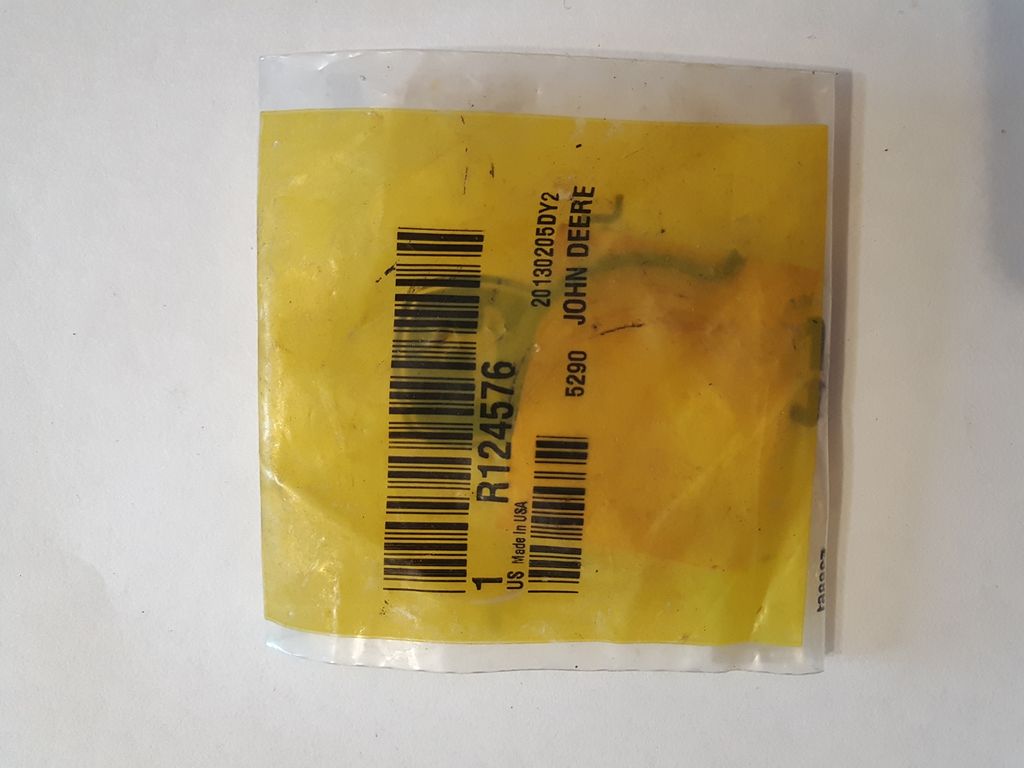 1 R124576
US Made In USA
20130205DY2
5290 JOHN DEERE